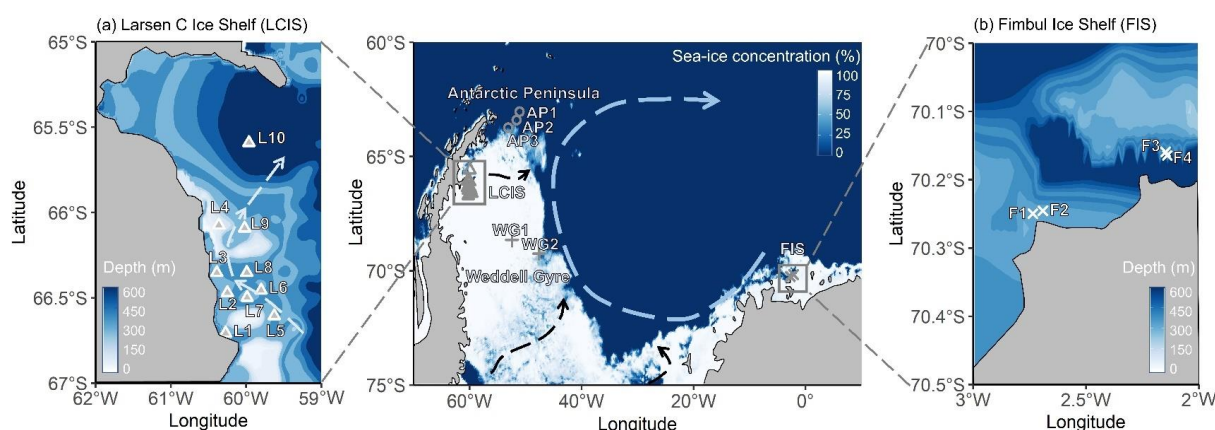 (a) Larsen C Ice Shelf (LCIS)
65°S
65.5°S
66°S
66.5°S
67°S
62°W
61°W
60°W
59°W
Latitude
Longitude
L10
L4
L9
L3
L8
L6
L2
L7
L1
L5
Depth (m)
600
450
300
150
0
60°S
65°S
70°S
75°S
60°W
40°W
20°W
0°
Latitude
Longitude
Sea-ice concentration (%)
100
75
50
25
0
Antarctic Peninsula
AP1
AP2
AP3
LCIS
WG1
WG2
Weddell Gyre
FIS
(b) Fimbul Ice Shelf (FIS)
70°S
70.1°S
70.2°S
70.3°S
70.4°S
70.5°S
3°W
2.5°W
2°W
Latitude
Longitude
F3
F4
F1
F2
Depth (m)
600
450
300
150
0